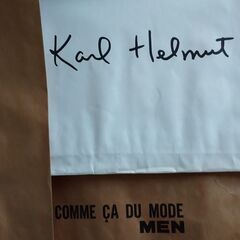 Karl Helmut
COMME ÇA DU MODE
MEN